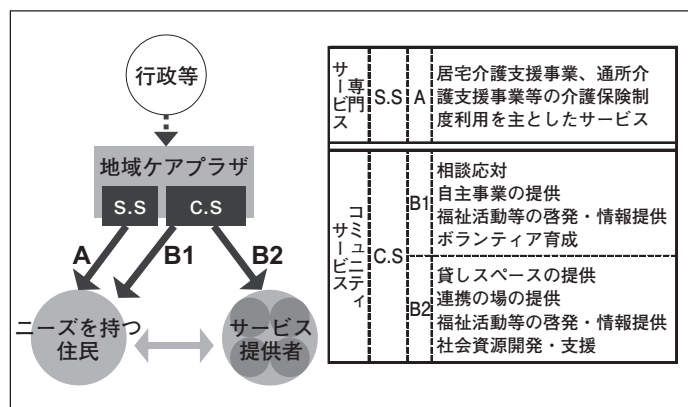 行政等
地域ケアプラザ
S.S
C.S
A
B1
B2
ニーズを持つ
住民
サービス
提供者
専門
サービス
S.S
A
居宅介護支援事業、通所介
護支援事業等の介護保険制
度利用を主としたサービス
コミュニティ
サービス
C.S
B1
相談応対
自主事業の提供
福祉活動等の啓発・情報提供
ボランティア育成
B2
貸しスペースの提供
連携の場の提供
福祉活動等の啓発・情報提供
社会資源開発・支援